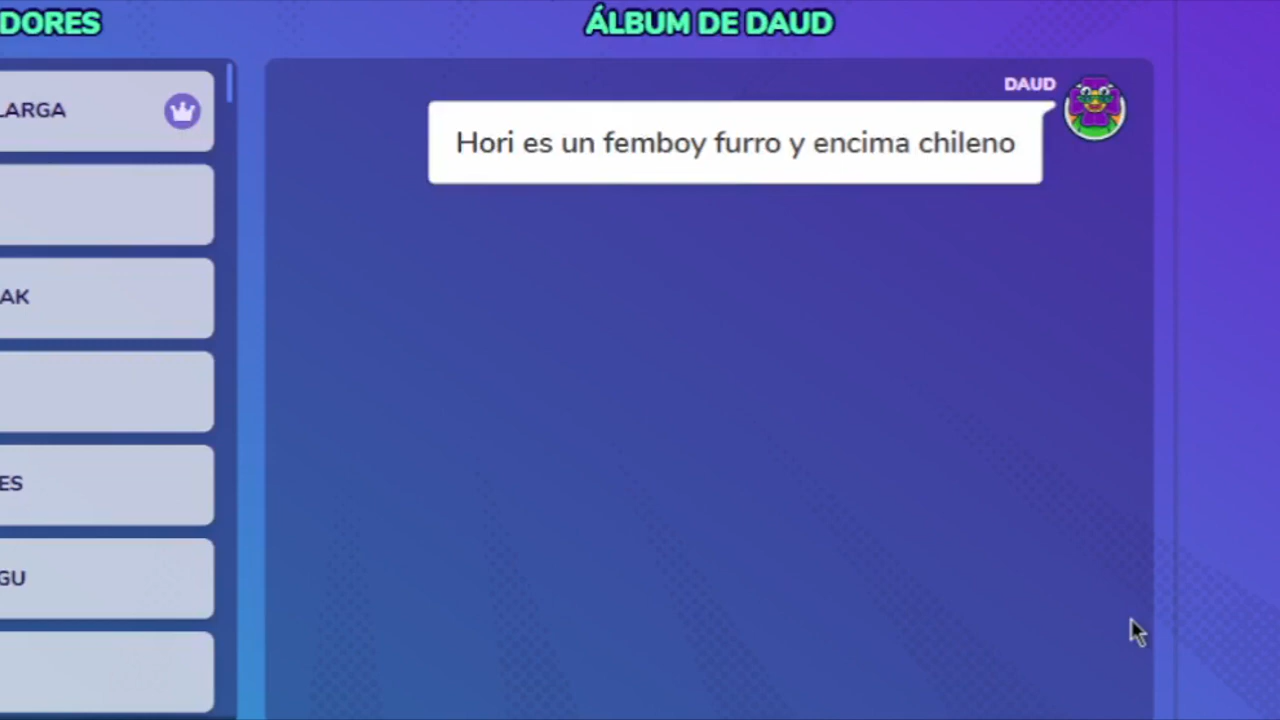 DORES
ÁLBUM DE DAUD
LARGA
DAUD
Hori es un femboy furro y encima chileno
AK
ES
GU